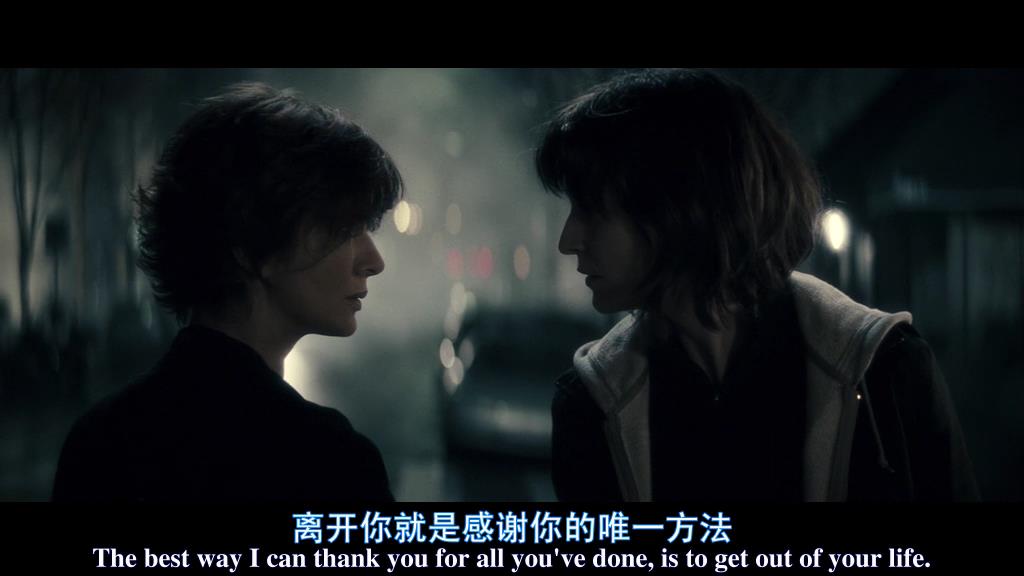 离开你就是感谢你的唯一方法
The best way I can thank you for all you've done, is to get out of your life.